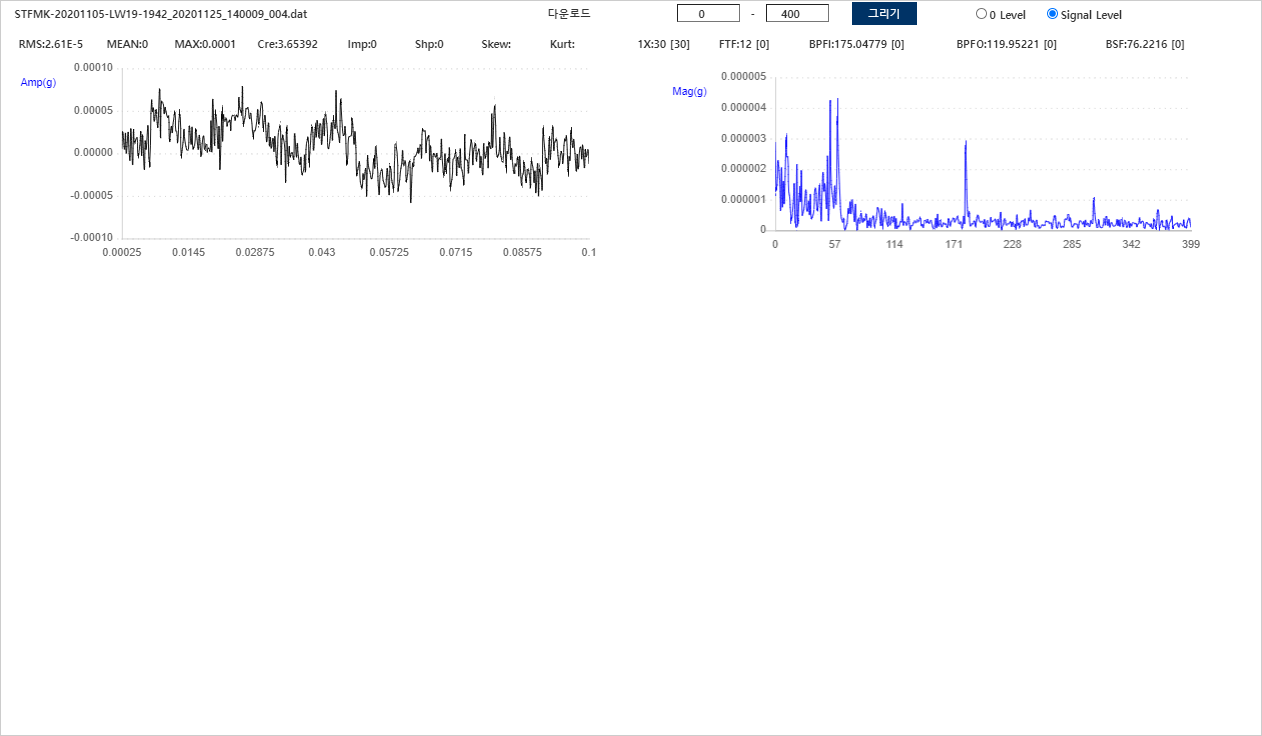 STFMK-20201105-LW19-1942_20201125_140009_004.dat 다운로드 0 - 400 그리기 0 Level Signal Level
RMS:2.61E-5 MEAN:0 MAX:0.0001 Cre:3.65392 Imp:0 Shp:0 Skew: Kurt: 1X:30 [30] FTF:12 [0] BPFI:175.04779 [0] BPFO:119.95221 [0] BSF:76.2216 [0]
Amp(g)
0.00010
0.00005
0.00000
-0.00005
-0.00010
0.00025 0.0145 0.02875 0.043 0.05725 0.0715 0.08575 0.1
Mag(g)
0.000005
0.000004
0.000003
0.000002
0.000001
0
0 57 114 171 228 285 342 399